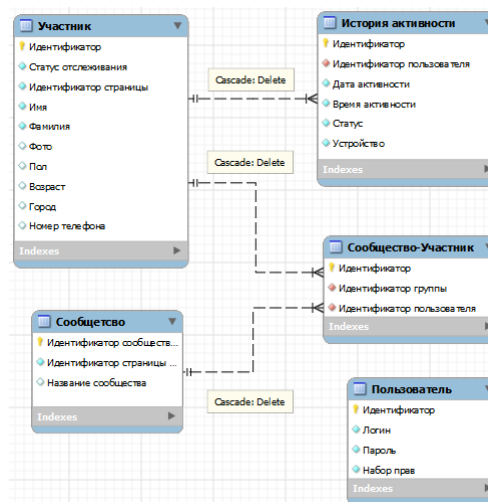 Участник
Идентификатор
Статус отслеживания
Идентификатор страницы
Имя
Фамилия
Фото
Пол
Возраст
Город
Номер телефона
Indexes
Cascade: Delete
История активности
Идентификатор
Идентификатор пользователя
Дата активности
Время активности
Статус
Устройство
Indexes
Cascade: Delete
Сообщество-Участник
Идентификатор
Идентификатор группы
Идентификатор пользователя
Indexes
Сообщетсво
Идентификатор сообществ...
Идентификатор страницы ...
Название сообщества
Indexes
Cascade: Delete
Пользователь
Идентификатор
Логин
Пароль
Набор прав
Indexes